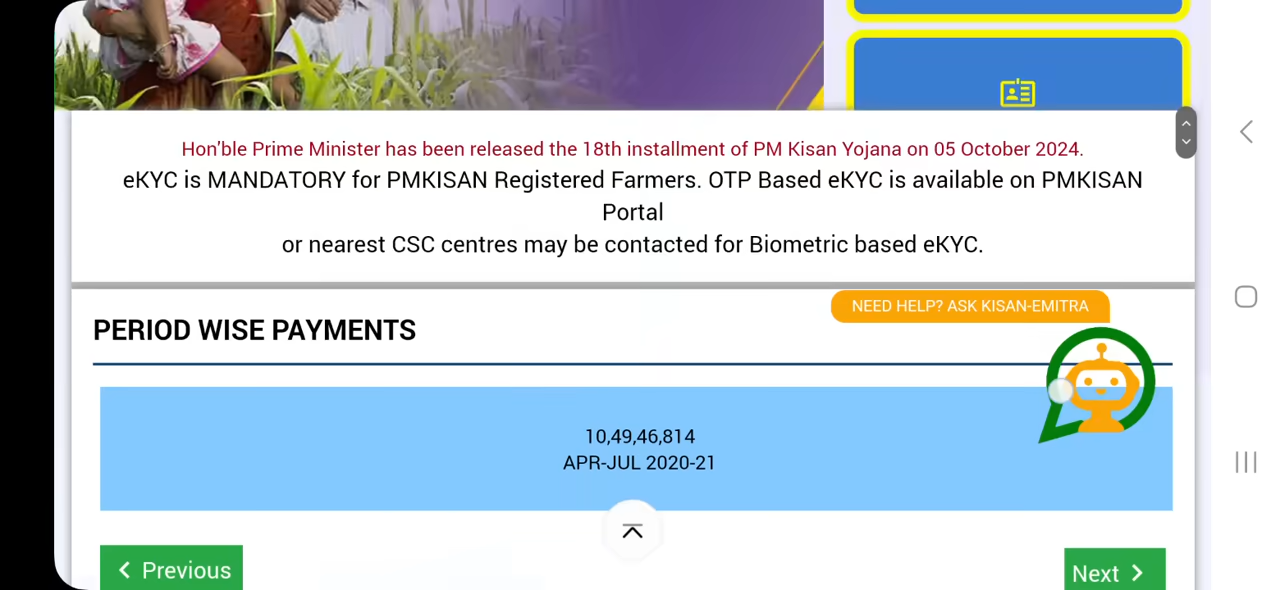 Hon'ble Prime Minister has been released the 18th installment of PM Kisan Yojana on 05 October 2024.
eKYC is MANDATORY for PMKISAN Registered Farmers. OTP Based eKYC is available on PMKISAN
Portal
or nearest CSC centres may be contacted for Biometric based eKYC.
NEED HELP? ASK KISAN-EMITRA
PERIOD WISE PAYMENTS
10,49,46,814
APR-JUL 2020-21
Previous
Next